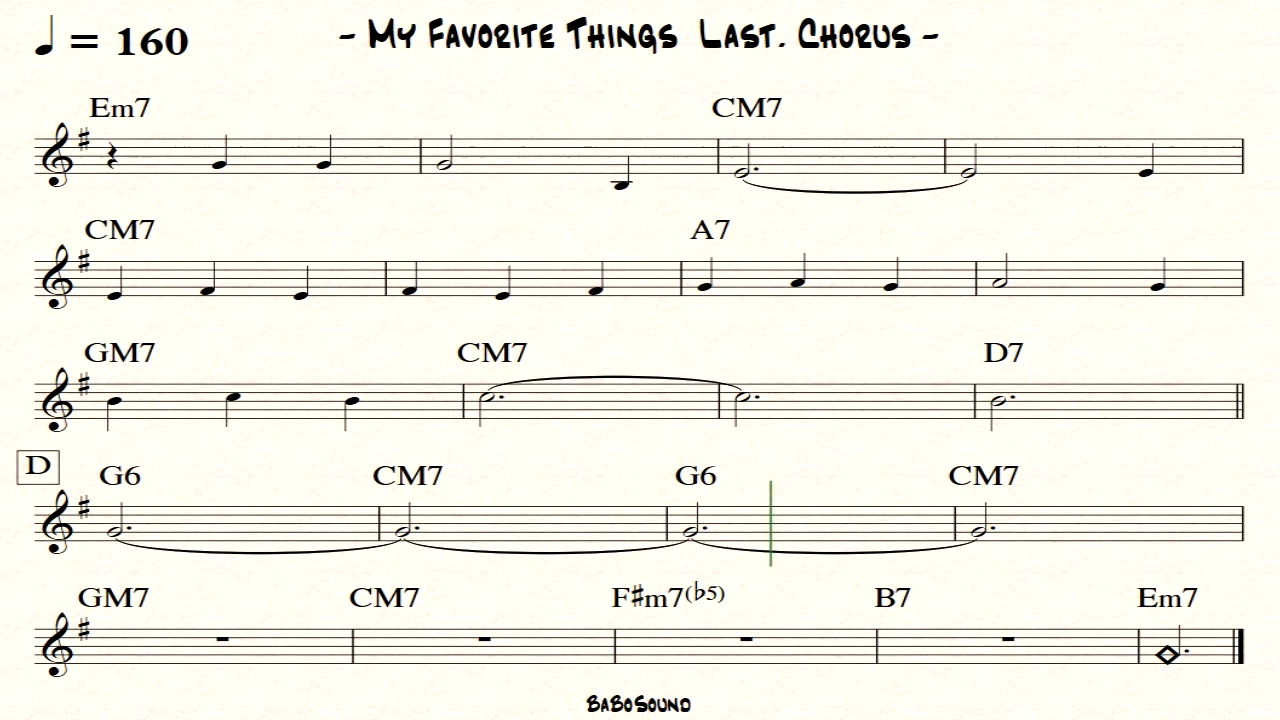 ♩ = 160
- My Favorite Things Last. Chorus -
Em7 CM7
CM7 A7
GM7 CM7 D7
D G6 CM7 G6 CM7
GM7 CM7 F♯m7(♭5) B7 Em7
BaBoSound